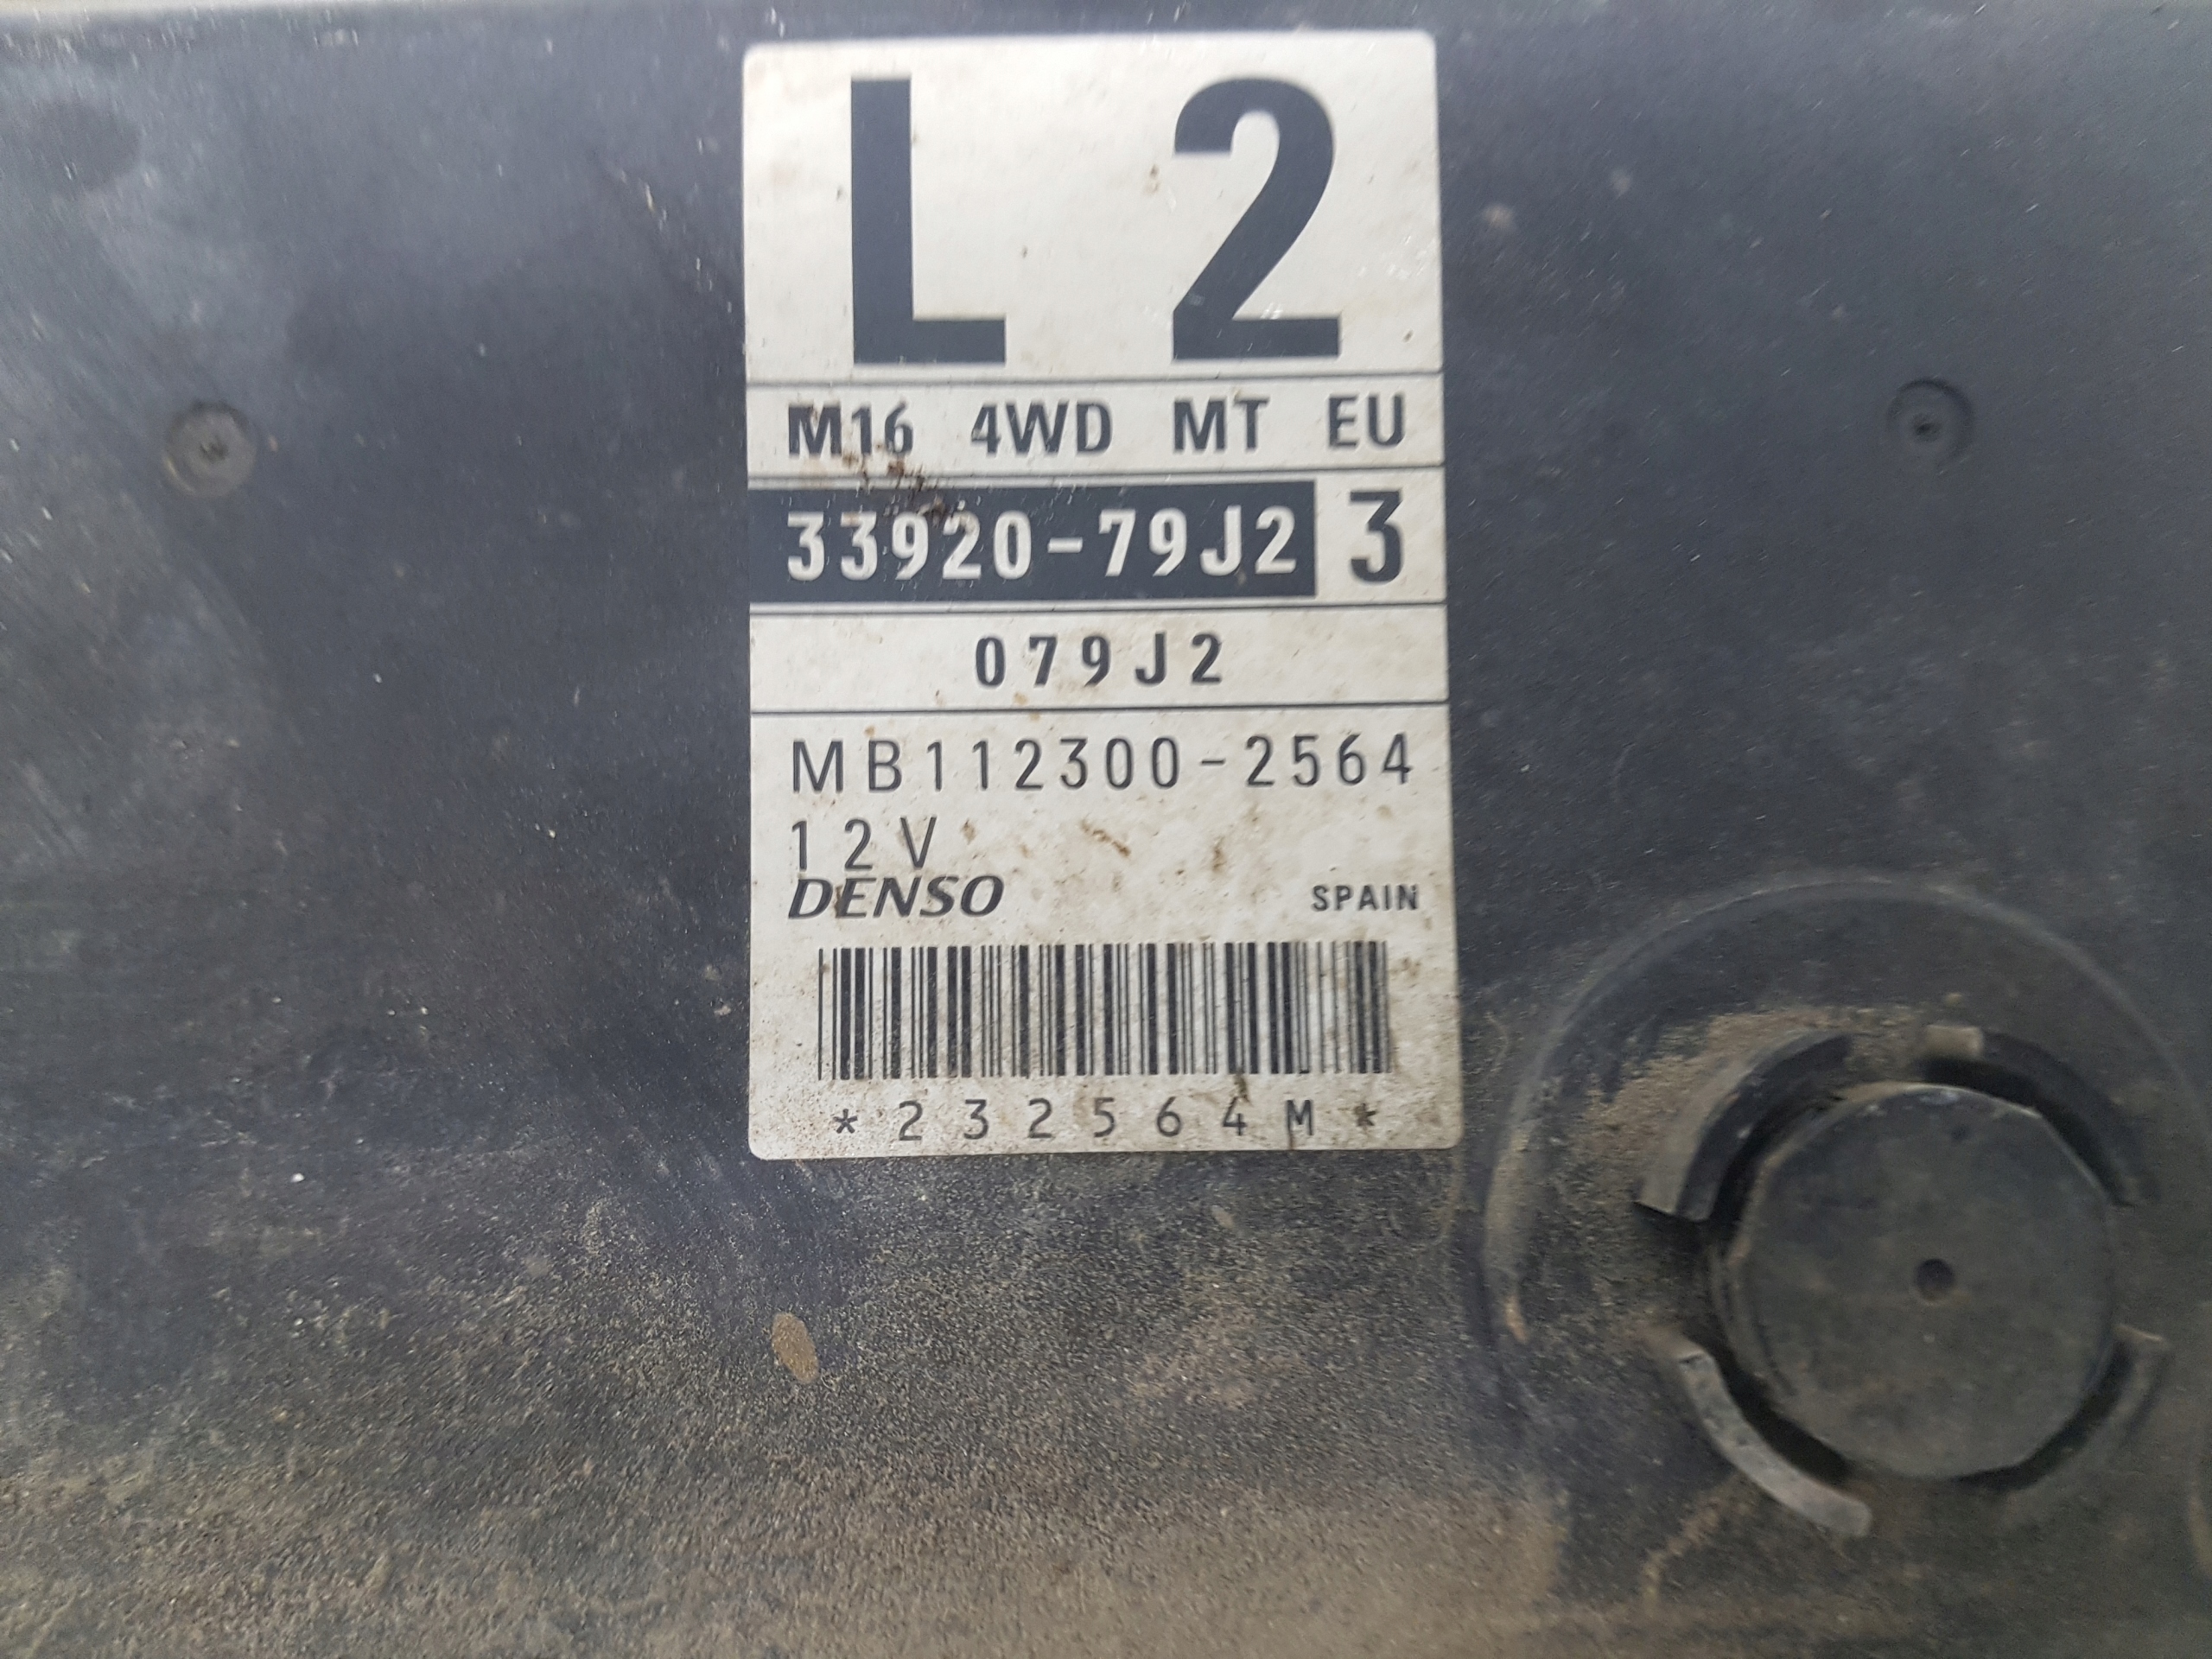 L 2
M16 4WD MT EU
33920-79J2 3
079J2
MB112300-2564
12V
DENSO SPAIN
*232564M*